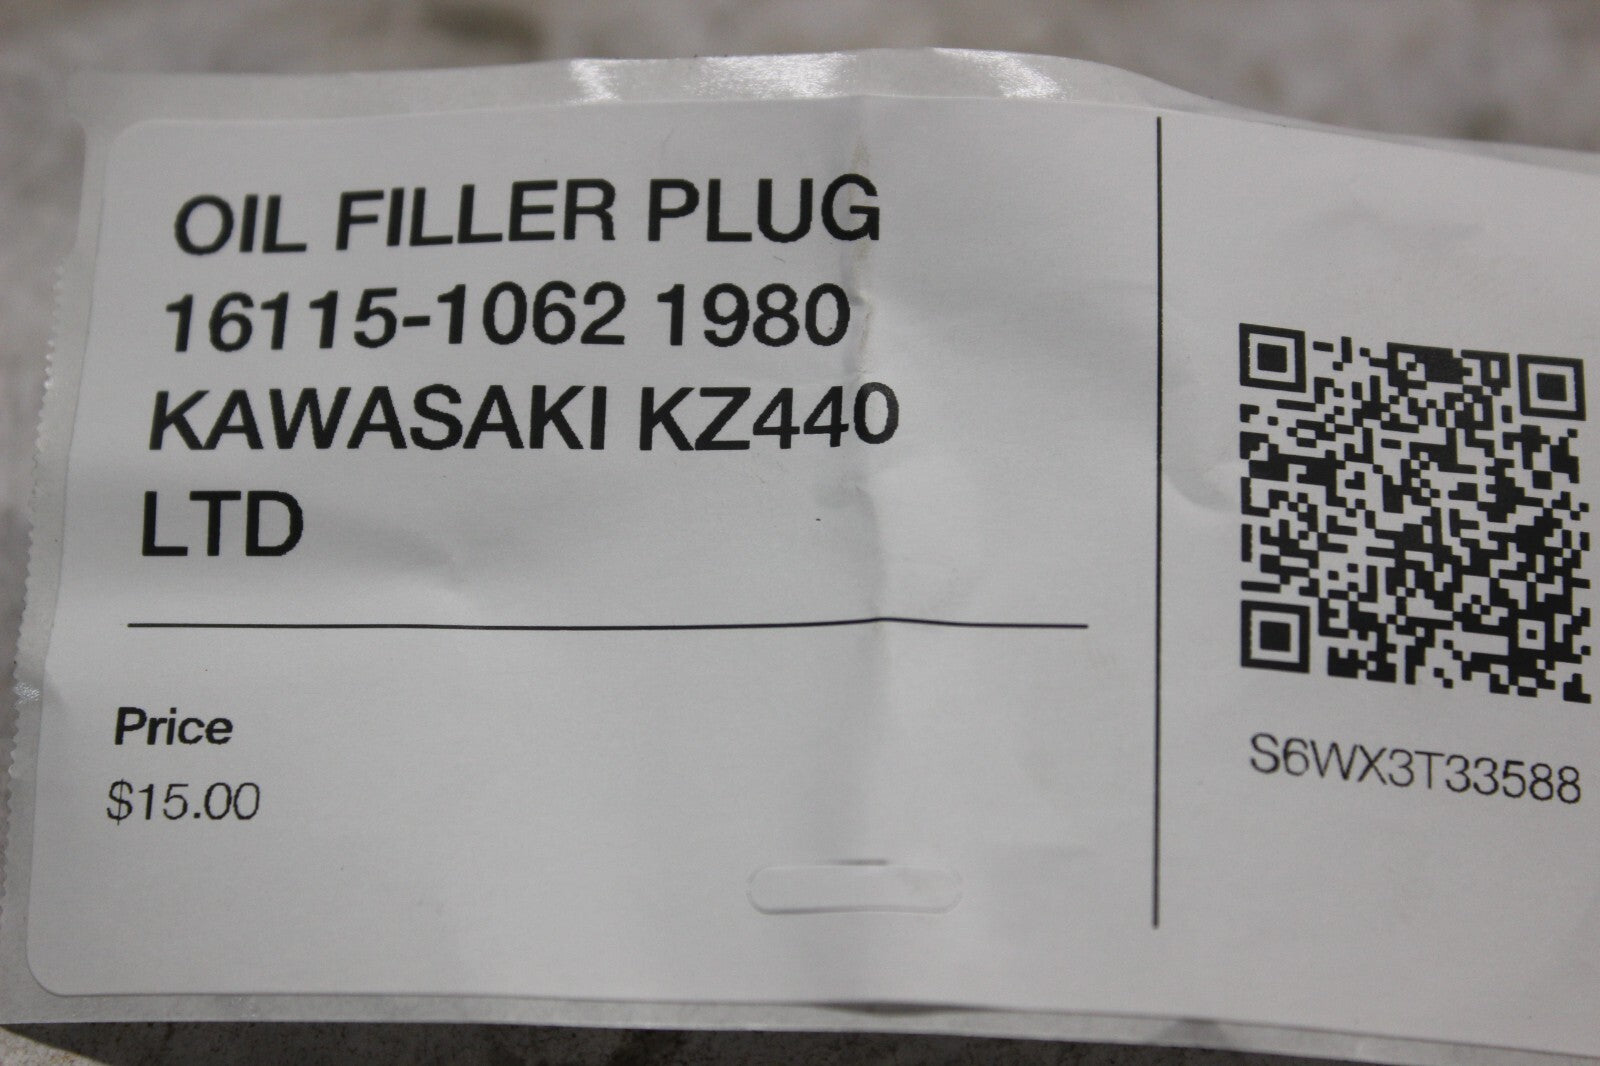 OIL FILLER PLUG
16115-1062 1980
KAWASAKI KZ440
LTD
Price
$15.00
S6WX3T33588